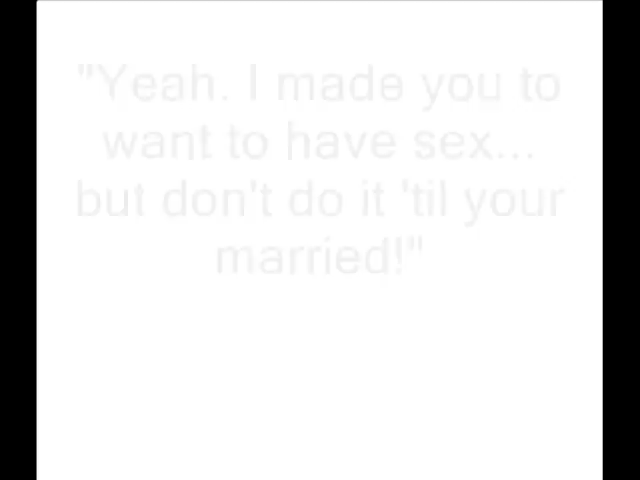 "Yeah. I made you to
want to have sex...
but don't do it 'til your
married!"